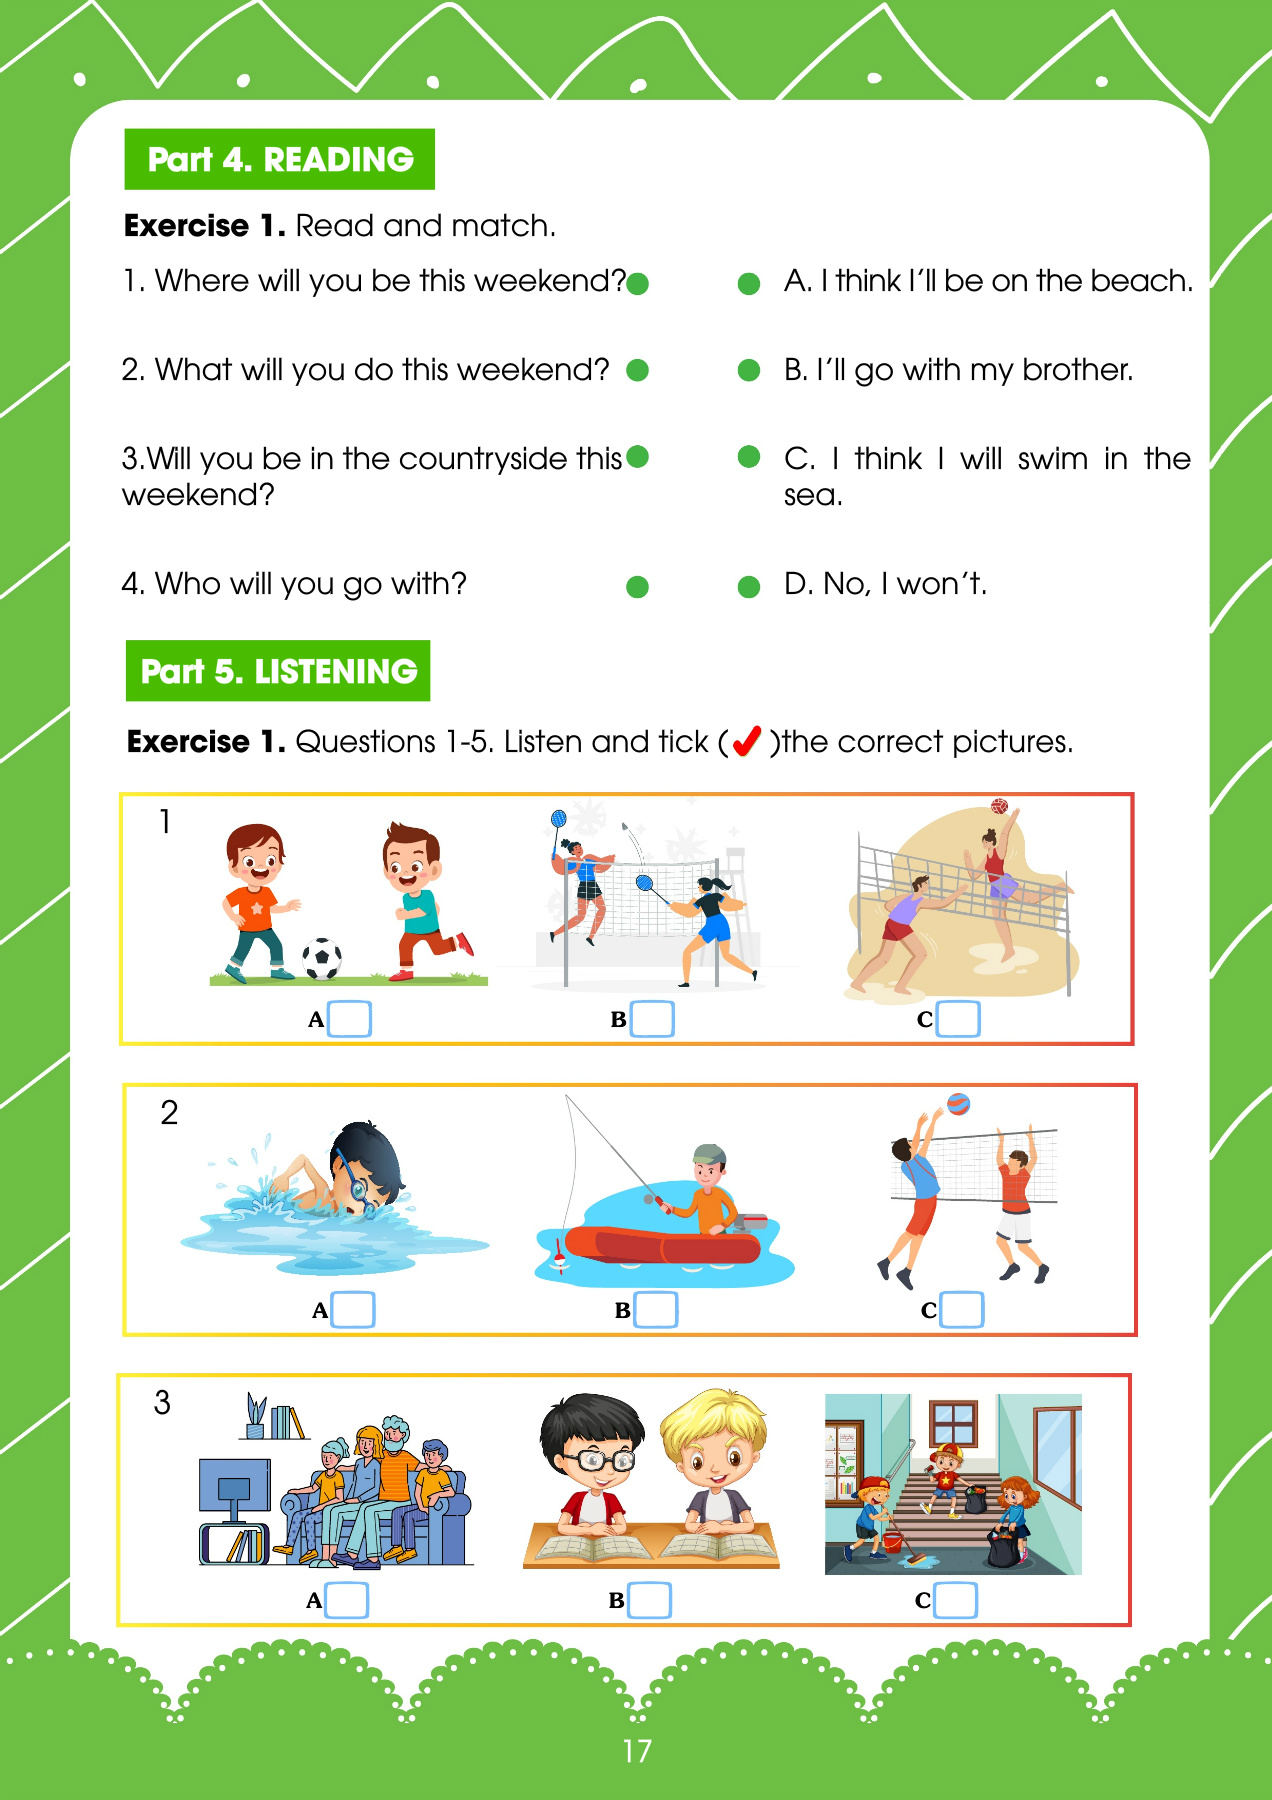 Part 4. READING
Exercise 1. Read and match.
1. Where will you be this weekend?
A. I think I'll be on the beach.
2. What will you do this weekend?
B. I'll go with my brother.
3.Will you be in the countryside this
weekend?
C. I think I will swim in the
sea.
4. Who will you go with?
D. No, I won't.
Part 5. LISTENING
Exercise 1. Questions 1-5. Listen and tick (✔)the correct pictures.
1
A
B
C
2
A
B
C
3
A
B
C
17